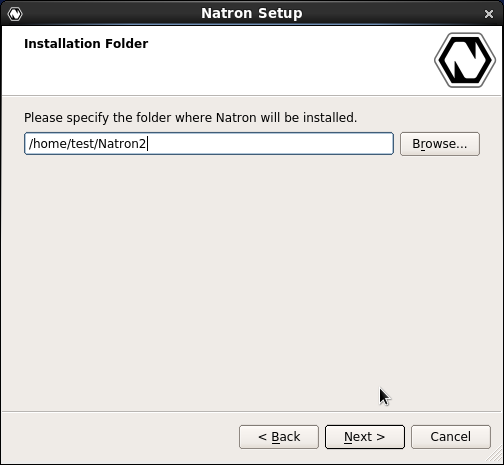 Natron Setup
Installation Folder
Please specify the folder where Natron will be installed.
/home/test/Natron2
Browse...
< Back
Next >
Cancel